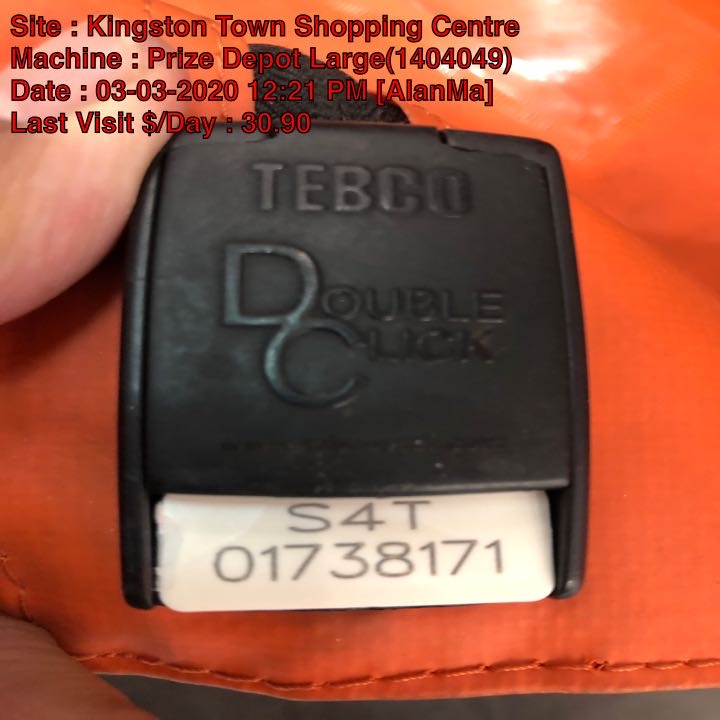 Site : Kingston Town Shopping Centre
Machine : Prize Depot Large(1404049)
Date : 03-03-2020 12:21 PM [AlanMa]
Last Visit $/Day : 30.90
TEBCO
DOUBLE
CLICK
S4T
01738171